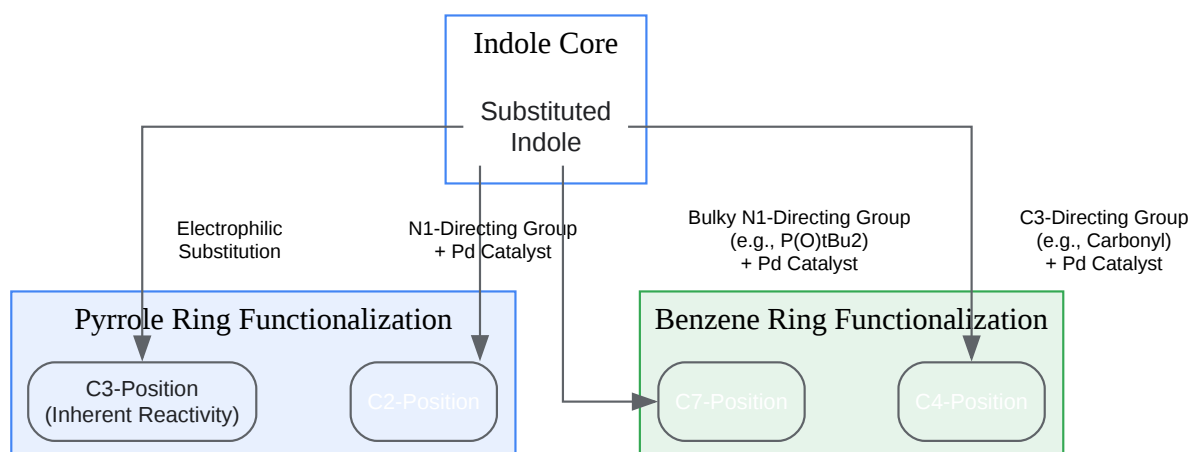 Indole Core
Substituted
Indole
Electrophilic
Substitution
N1-Directing Group
+ Pd Catalyst
Bulky N1-Directing Group
(e.g., P(O)tBu2)
+ Pd Catalyst
C3-Directing Group
(e.g., Carbonyl)
+ Pd Catalyst
Pyrrole Ring Functionalization
C3-Position
(Inherent Reactivity)
C2-Position
Benzene Ring Functionalization
C7-Position
C4-Position